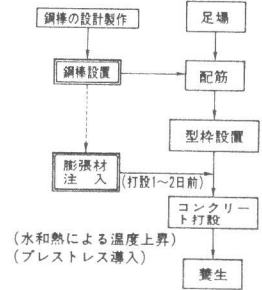 鋼棒の設計製作
足場
鋼棒設置
配筋
型枠設置
膨張材
注入
(打設1~2日前)
コンクリー
ト打設
(水和熱による温度上昇)
(プレストレス導入)
養生